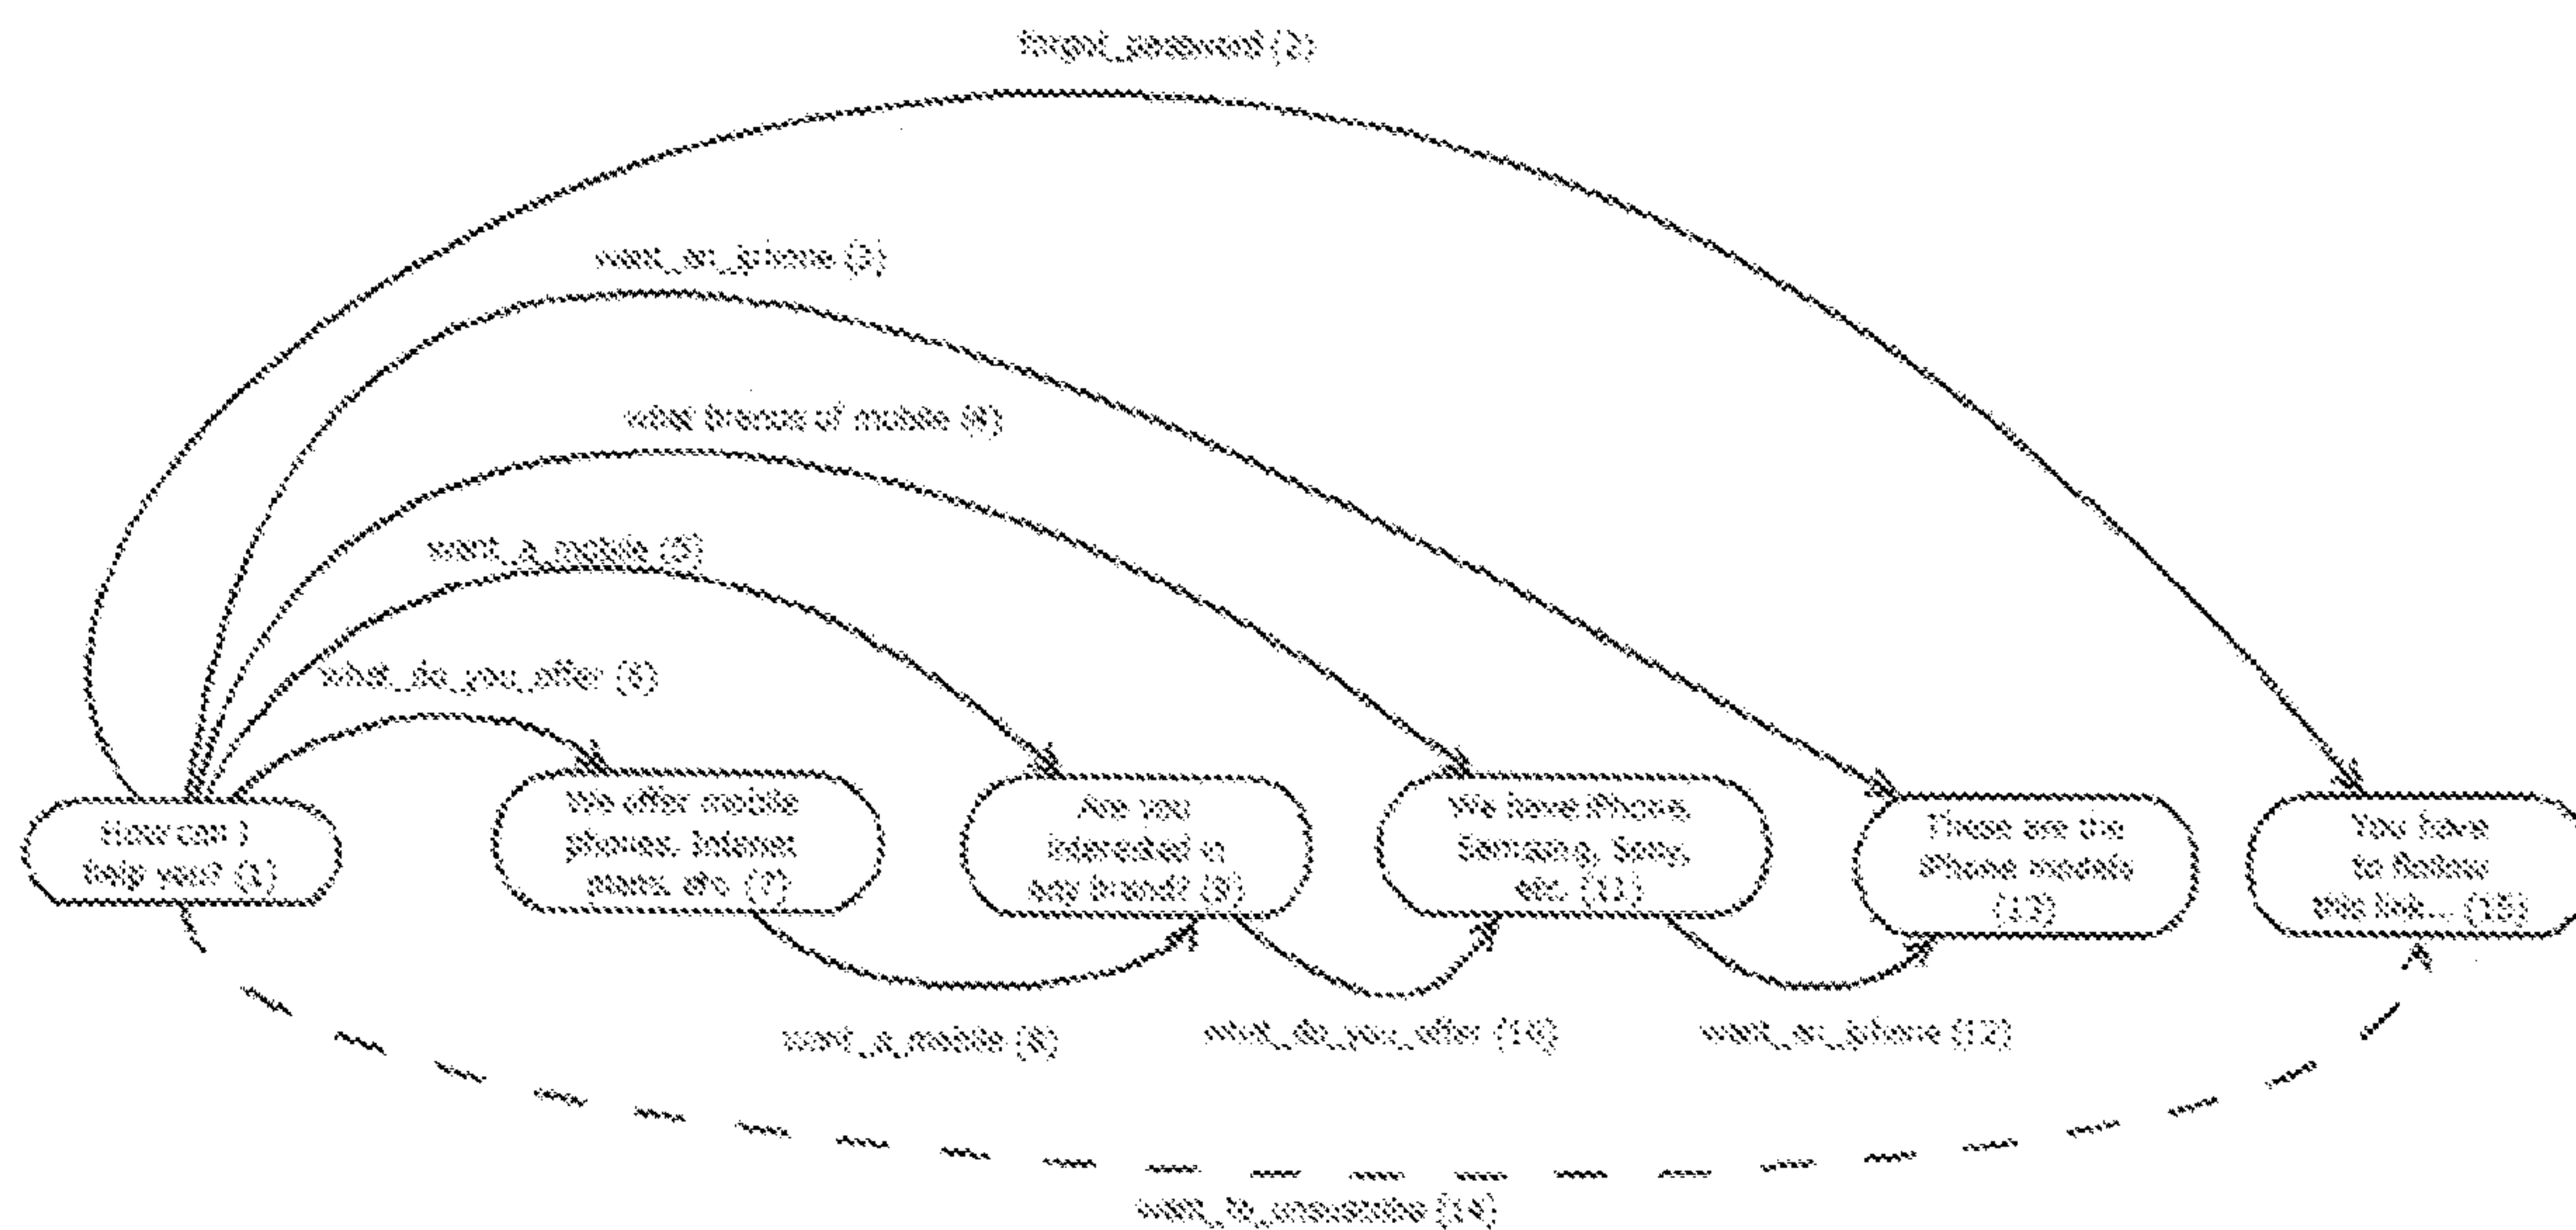 forgot_password (2)
want_an_iphone (3)
what brands of mobile (4)
want_a_mobile (5)
what_do_you_offer (6)
How can I
help you? (1)
We offer mobile
phones, Internet
etc. (7)
Are you
interested in
any brand? (9)
We have iPhone,
Samsung, Sony,
etc. (11)
These are the
iPhone models
(13)
You have
to follow
this link... (15)
want_a_mobile (8)
what_do_you_offer (10)
want_an_iphone (12)
want_to_unsubscribe (14)